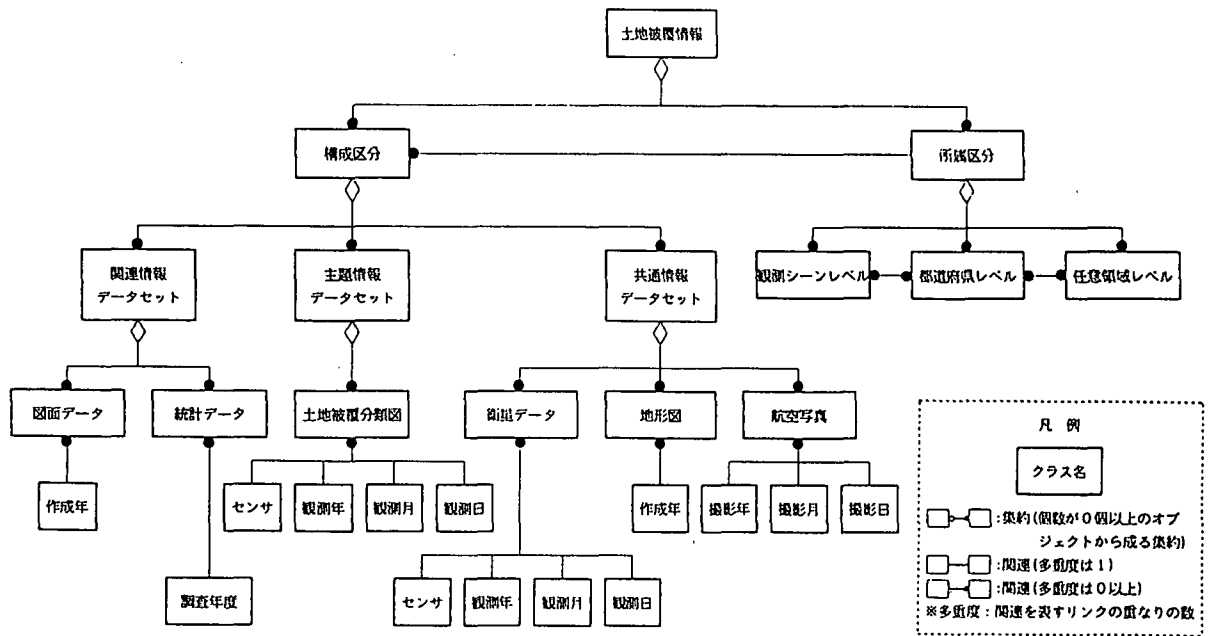 土地被覆情報
構成区分
所属区分
関連情報
データセット
主題情報
データセット
共通情報
データセット
観測シーンレベル
都道府県レベル
任意領域レベル
図面データ
統計データ
土地被覆分類図
衛星データ
地形図
航空写真
作成年
センサ
観測年
観測月
観測日
作成年
撮影年
撮影月
撮影日
調査年度
センサ
観測年
観測月
観測日
凡 例
クラス名
:集約(個数が0個以上のオブ
ジェクトから成る集約)
:関連(多重度は1)
:関連(多重度は0以上)
※多重度:関連を表すリンクの重なりの数